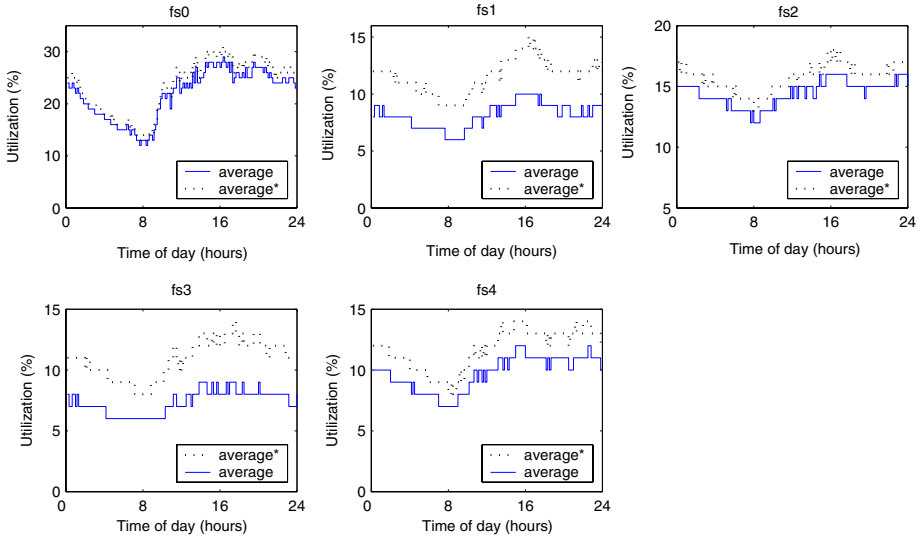 fs0
Utilization (%)
30
20
10
0
average
average*
0 8 16 24
Time of day (hours)
fs1
Utilization (%)
15
10
5
0
average
average*
0 8 16 24
Time of day (hours)
fs2
Utilization (%)
20
15
10
5
average
average*
0 8 16 24
Time of day (hours)
fs3
Utilization (%)
15
10
5
0
average*
average
0 8 16 24
Time of day (hours)
fs4
Utilization (%)
15
10
5
0
average*
average
0 8 16 24
Time of day (hours)